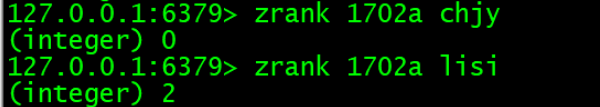 127.0.0.1:6379> zrank 1702a chjy
(integer) 0
127.0.0.1:6379> zrank 1702a lisi
(integer) 2